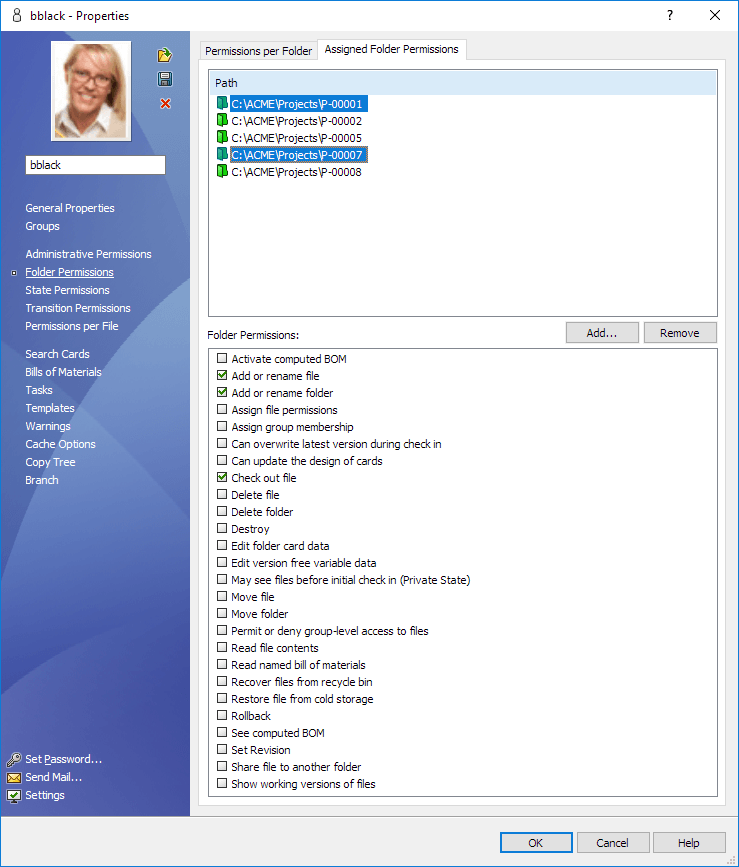 bblack - Properties
?
bblack
General Properties
Groups
Administrative Permissions
Folder Permissions
State Permissions
Transition Permissions
Permissions per File
Search Cards
Bills of Materials
Tasks
Templates
Warnings
Cache Options
Copy Tree
Branch
Set Password...
Send Mail...
Settings
Permissions per Folder
Assigned Folder Permissions
Path
C:\ACME\Projects\P-00001
C:\ACME\Projects\P-00002
C:\ACME\Projects\P-00005
C:\ACME\Projects\P-00007
C:\ACME\Projects\P-00008
Folder Permissions:
Add...
Remove
Activate computed BOM
Add or rename file
Add or rename folder
Assign file permissions
Assign group membership
Can overwrite latest version during check in
Can update the design of cards
Check out file
Delete file
Delete folder
Destroy
Edit folder card data
Edit version free variable data
May see files before initial check in (Private State)
Move file
Move folder
Permit or deny group-level access to files
Read file contents
Read named bill of materials
Recover files from recycle bin
Restore file from cold storage
Rollback
See computed BOM
Set Revision
Share file to another folder
Show working versions of files
OK
Cancel
Help